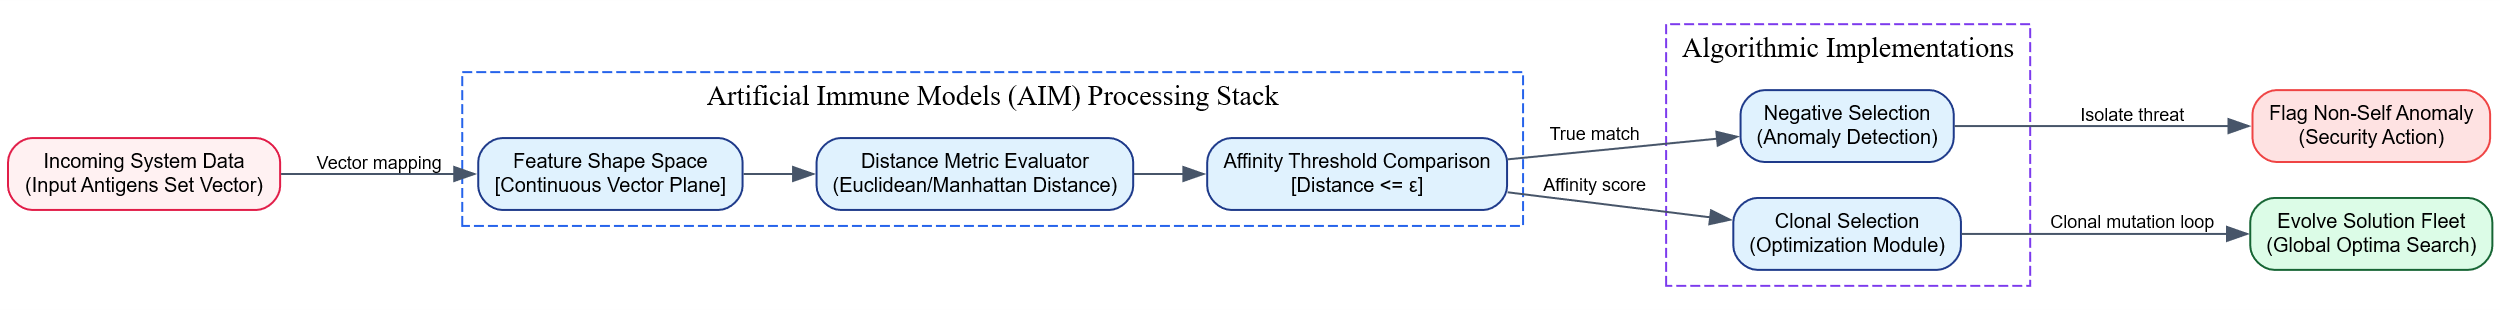 Incoming System Data
(Input Antigens Set Vector)
Vector mapping
Artificial Immune Models (AIM) Processing Stack
Feature Shape Space
[Continuous Vector Plane]
Distance Metric Evaluator
(Euclidean/Manhattan Distance)
Affinity Threshold Comparison
[Distance <= ε]
True match
Affinity score
Algorithmic Implementations
Negative Selection
(Anomaly Detection)
Clonal Selection
(Optimization Module)
Isolate threat
Clonal mutation loop
Flag Non-Self Anomaly
(Security Action)
Evolve Solution Fleet
(Global Optima Search)